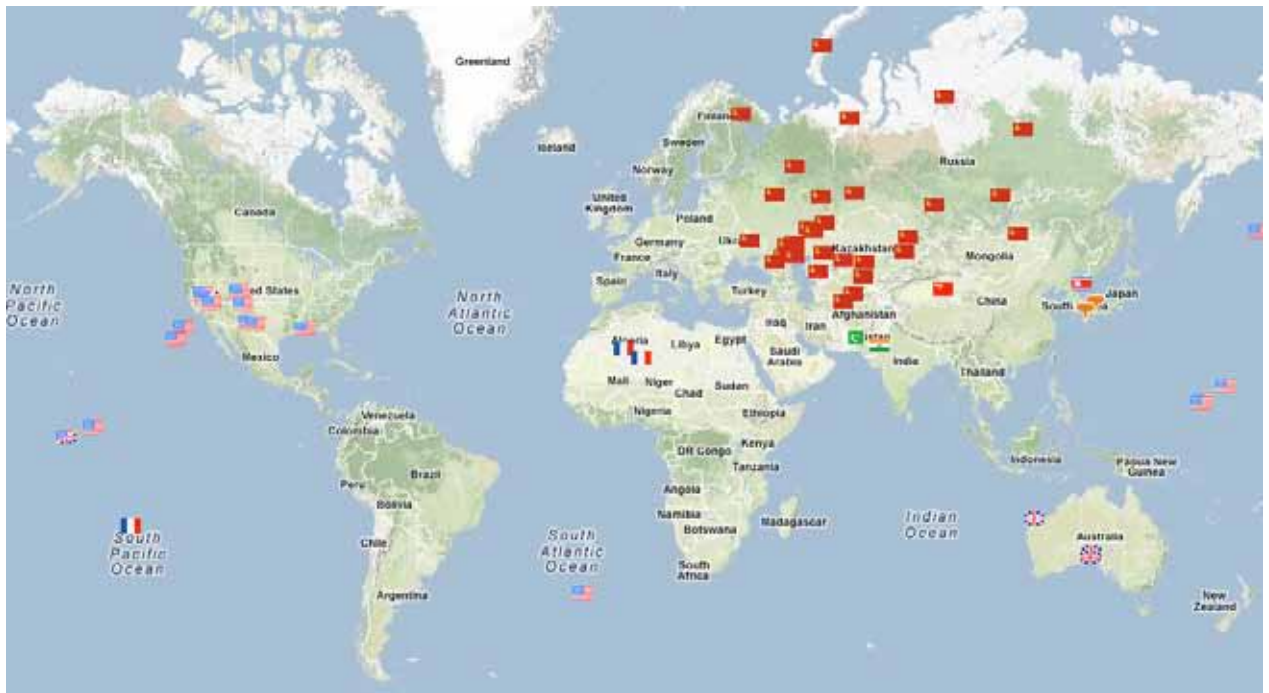 Greenland
Iceland
Finland
Sweden
Norway
Russia
United
Kingdom
Poland
Canada
Germany
France
Kazakhstan
Mongolia
Italy
Spain
Turkey
North
Pacific
Ocean
United States
North
Atlantic
Ocean
China
South
Japan
Afghanistan
Iraq
Iran
Mexico
Algeria
Libya
Egypt
Saudi
Arabia
India
Thailand
Mali
Niger
Chad
Sudan
Nigeria
Ethiopia
Venezuela
Colombia
DR Congo
Kenya
Tanzania
Indonesia
Papua New
Guinea
Peru
Brazil
Bolivia
Angola
Namibia
Botswana
Madagascar
Indian
Ocean
Australia
South
Pacific
Ocean
Chile
South
Atlantic
Ocean
South
Africa
Argentina
New
Zealand